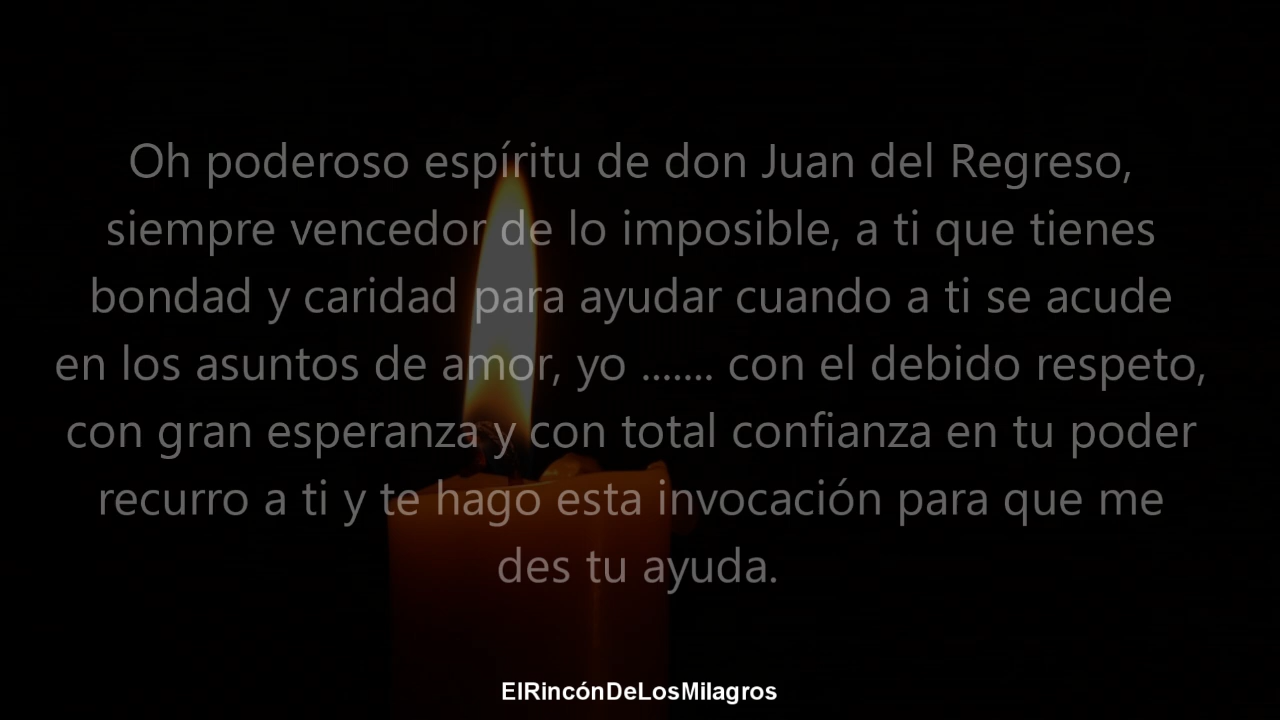 Oh poderoso espíritu de don Juan del Regreso,
siempre vencedor de lo imposible, a ti que tienes
bondad y caridad para ayudar cuando a ti se acude
en los asuntos de amor, yo ....... con el debido respeto,
con gran esperanza y con total confianza en tu poder
recurro a ti y te hago esta invocación para que me
des tu ayuda.
ElRincónDeLosMilagros